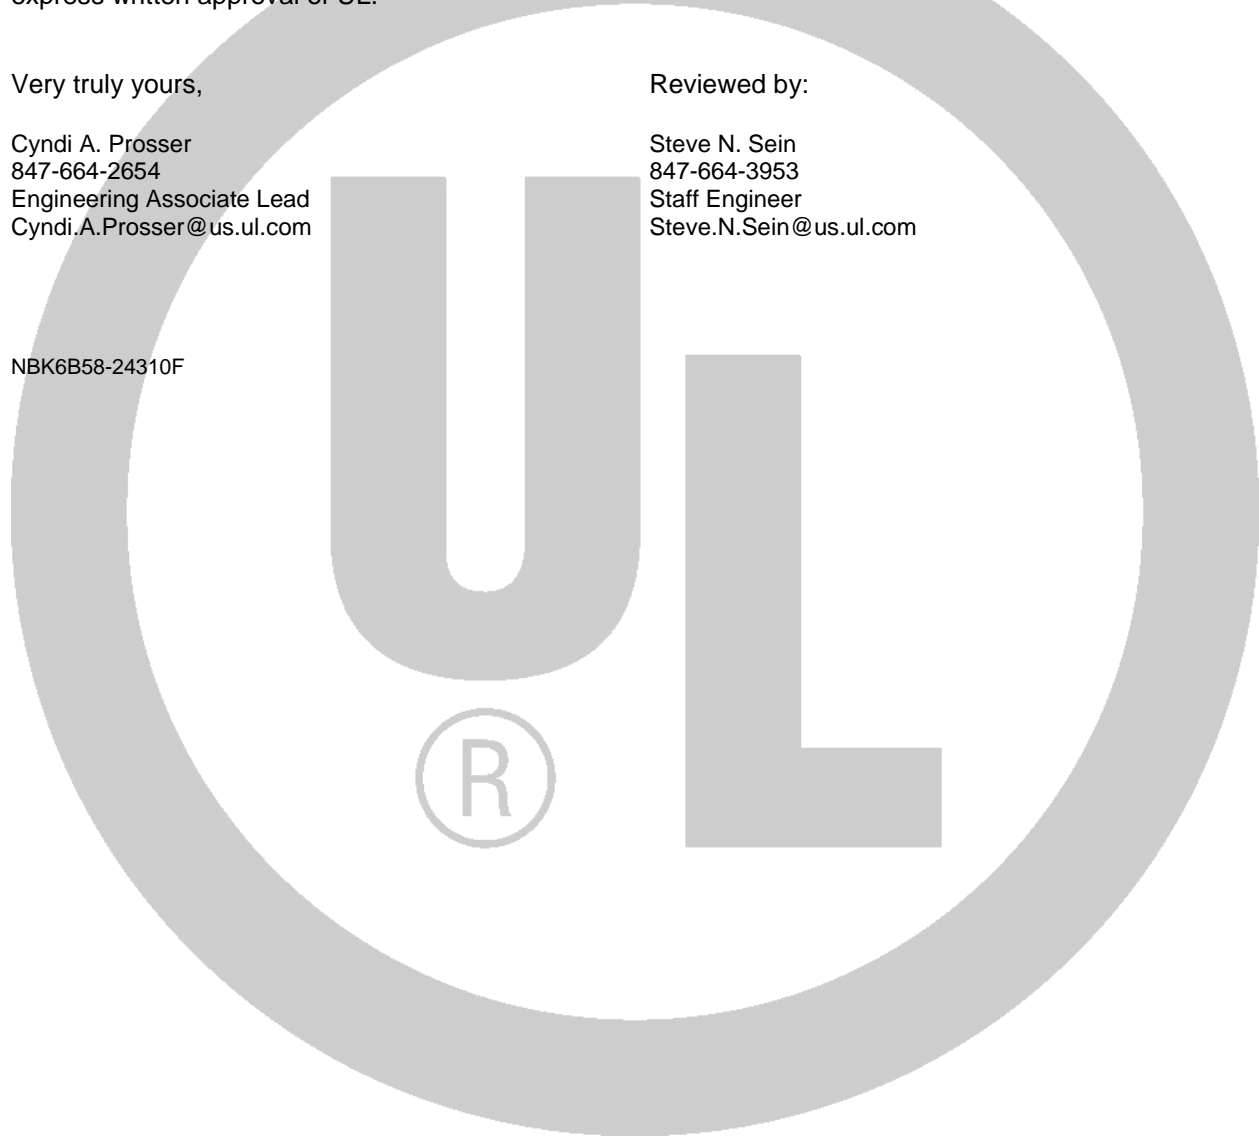 express written approval of UL.
Very truly yours,
Reviewed by:
Cyndi A. Prosser
847-664-2654
Engineering Associate Lead
Cyndi.A.Prosser@us.ul.com
Steve N. Sein
847-664-3953
Staff Engineer
Steve.N.Sein@us.ul.com
NBK6B58-24310F
UL
®